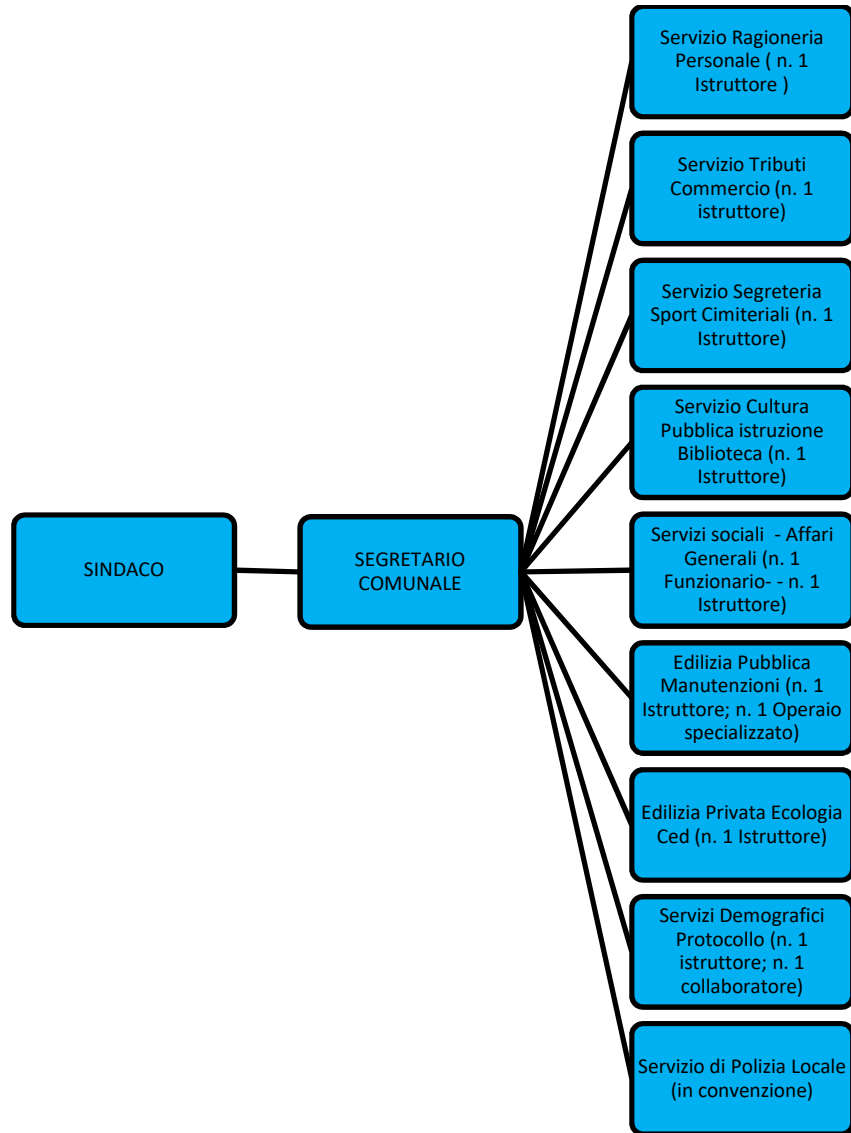 Servizio Ragioneria
Personale ( n. 1
Istruttore )
Servizio Tributi
Commercio (n. 1
istruttore)
Servizio Segreteria
Sport Cimiteriali (n. 1
Istruttore)
Servizio Cultura
Pubblica istruzione
Biblioteca (n. 1
Istruttore)
SINDACO
SEGRETARIO
COMUNALE
Servizi sociali - Affari
Generali (n. 1
Funzionario- - n. 1
Istruttore)
Edilizia Pubblica
Manutenzioni (n. 1
Istruttore; n. 1 Operaio
specializzato)
Edilizia Privata Ecologia
Ced (n. 1 Istruttore)
Servizi Demografici
Protocollo (n. 1
istruttore; n. 1
collaboratore)
Servizio di Polizia Locale
(in convenzione)